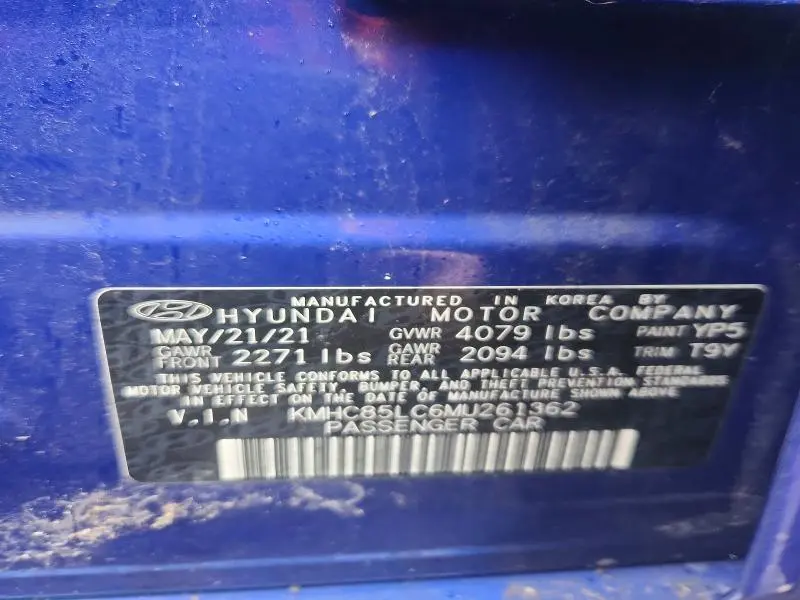 MANUFACTURED IN KOREA BY
HYUNDAI MOTOR COMPANY
MAY/21/21 GVWR 4079 lbs PAINT YP5
GAWR FRONT 2271 lbs GAWR REAR 2094 lbs TRIM T9Y
THIS VEHICLE CONFORMS TO ALL APPLICABLE U.S.A. FEDERAL
MOTOR VEHICLE SAFETY, BUMPER, AND THEFT PREVENTION STANDARDS
IN EFFECT ON THE DATE OF MANUFACTURE SHOWN ABOVE
V.I.N KMHC85LC6MU261362
PASSENGER CAR